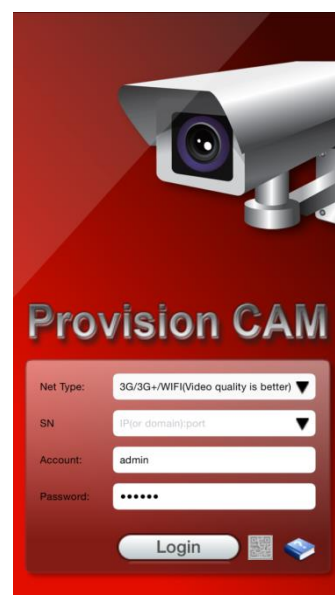 Provision CAM
Net Type: 3G/3G+/WIFI(Video quality is better) ▼
SN IP(or domain):port ▼
Account: admin
Password: ••••••
Login